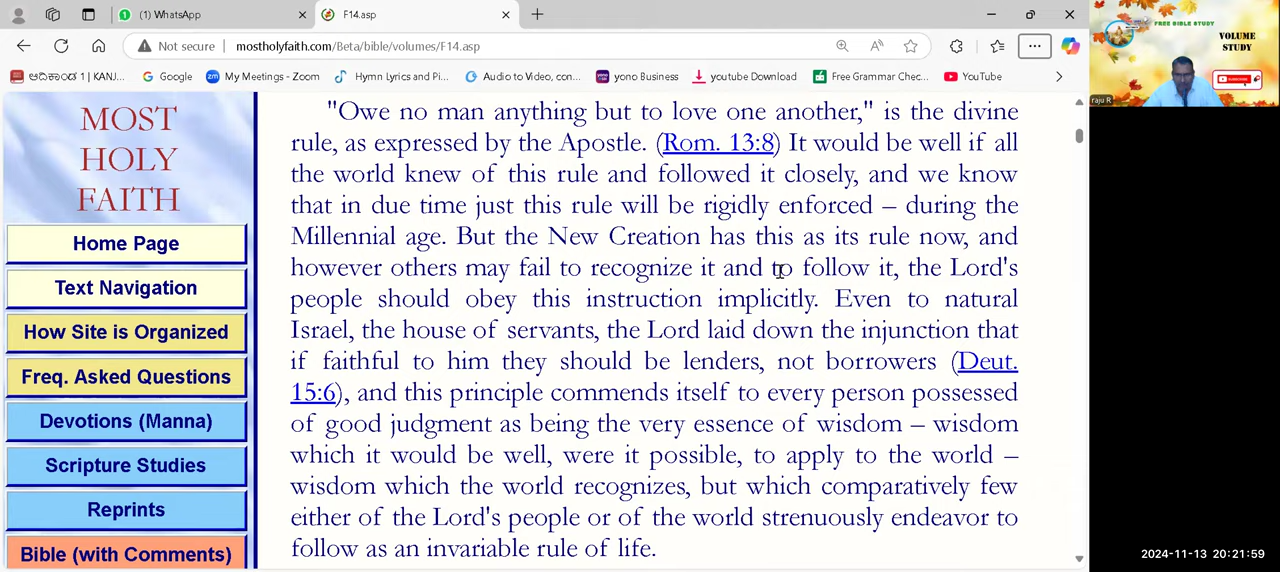 (1) WhatsApp
F14.asp
Not secure
mostholyfaith.com/Beta/bible/volumes/F14.asp
ಆದಿಕಾಂಡ 1 | KANJ...
Google
My Meetings - Zoom
Hymn Lyrics and Pi...
Audio to Video, con...
yono Business
youtube Download
Free Grammar Chec...
YouTube
MOST
HOLY
FAITH
Home Page
Text Navigation
How Site is Organized
Freq. Asked Questions
Devotions (Manna)
Scripture Studies
Reprints
Bible (with Comments)
"Owe no man anything but to love one another," is the divine
rule, as expressed by the Apostle. (Rom. 13:8) It would be well if all
the world knew of this rule and followed it closely, and we know
that in due time just this rule will be rigidly enforced – during the
Millennial age. But the New Creation has this as its rule now, and
however others may fail to recognize it and to follow it, the Lord's
people should obey this instruction implicitly. Even to natural
Israel, the house of servants, the Lord laid down the injunction that
if faithful to him they should be lenders, not borrowers (Deut.
15:6), and this principle commends itself to every person possessed
of good judgment as being the very essence of wisdom – wisdom
which it would be well, were it possible, to apply to the world –
wisdom which the world recognizes, but which comparatively few
either of the Lord's people or of the world strenuously endeavor to
follow as an invariable rule of life.
FREE BIBLE STUDY
VOLUME
STUDY
raju R
2024-11-13 20:21:59